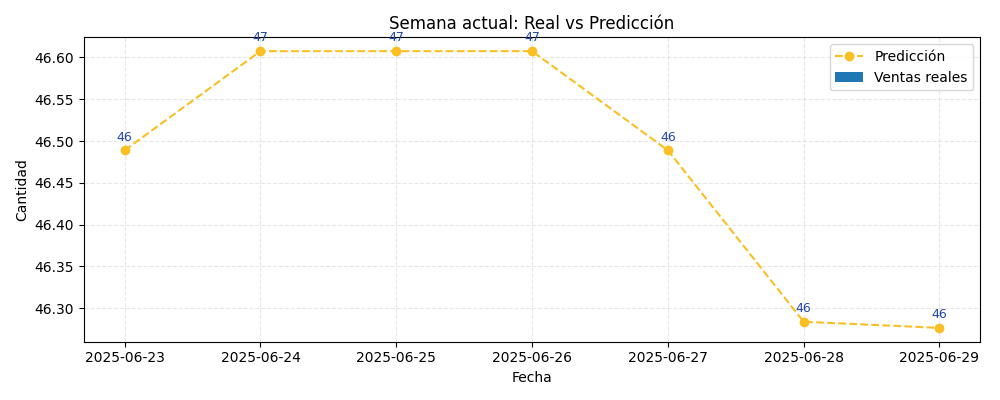 Semana actual: Real vs Predicción
47 47 47
46 46
46 46
Predicción
Ventas reales
46.60
46.55
46.50
46.45
46.40
46.35
46.30
Cantidad
2025-06-23 2025-06-24 2025-06-25 2025-06-26 2025-06-27 2025-06-28 2025-06-29
Fecha